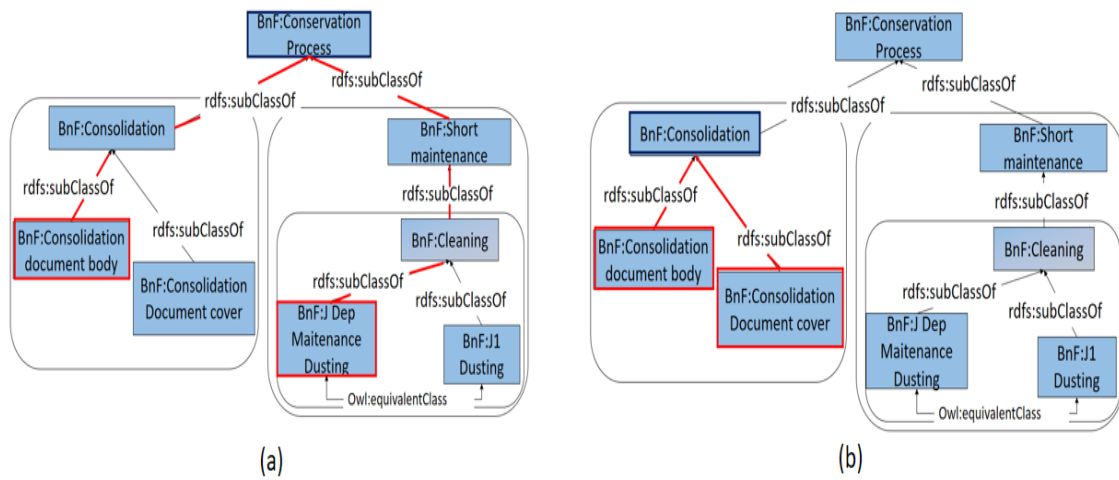 BnF:Conservation
Process
rdfs:subClassOf
rdfs:subClassOf
BnF:Consolidation
BnF:Short
maintenance
rdfs:subClassOf
rdfs:subClassOf
rdfs:subClassOf
BnF:Consolidation
document body
BnF:Cleaning
BnF:Consolidation
Document cover
rdfs:subClassOf
rdfs:subClassOf
BnF:J Dep
Maitenance
Dusting
BnF:J1
Dusting
Owl:equivalentClass
(a)
BnF:Conservation
Process
rdfs:subClassOf
rdfs:subClassOf
BnF:Consolidation
BnF:Short
maintenance
rdfs:subClassOf
rdfs:subClassOf
rdfs:subClassOf
BnF:Consolidation
document body
BnF:Cleaning
BnF:Consolidation
Document cover
rdfs:subClassOf
rdfs:subClassOf
BnF:J Dep
Maitenance
Dusting
BnF:J1
Dusting
Owl:equivalentClass
(b)